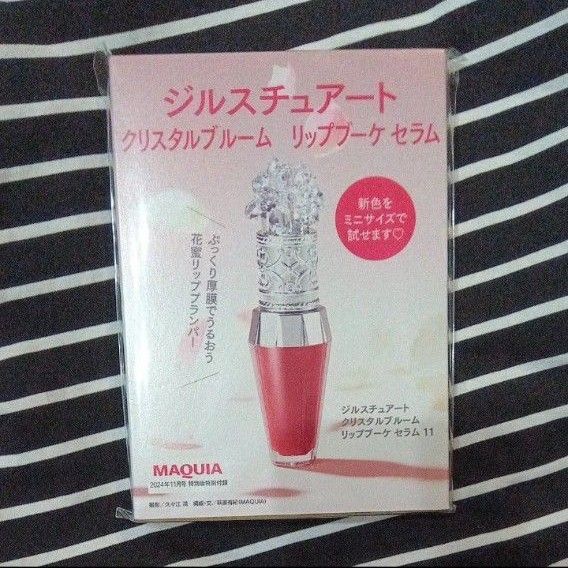 ジルスチュアート
クリスタルブルーム リップブーケ セラム
新色を
ミニサイズで
試せます♡
ぷっくり厚膜でうるおう
花蜜リッププランパー
ジルスチュアート
クリスタルブルーム
リップブーケ セラム 11
MAQUIA
2024年11月号 特別版特別付録
(MAQUIA)